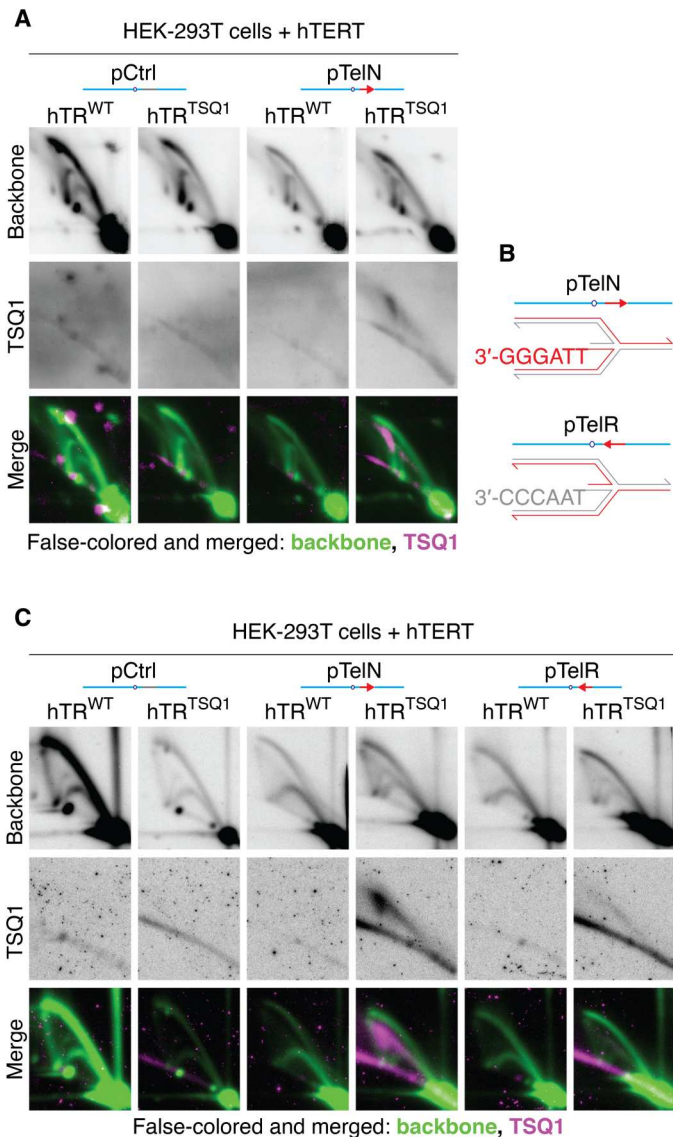 A
HEK-293T cells + hTERT
pCtrl pTelN
hTR^WT hTR^TSQ1 hTR^WT hTR^TSQ1
Backbone
TSQ1
Merge
False-colored and merged: backbone, TSQ1
B
pTelN
3′-GGGATT
pTelR
3′-CCCAAT
C
HEK-293T cells + hTERT
pCtrl pTelN pTelR
hTR^WT hTR^TSQ1 hTR^WT hTR^TSQ1 hTR^WT hTR^TSQ1
Backbone
TSQ1
Merge
False-colored and merged: backbone, TSQ1